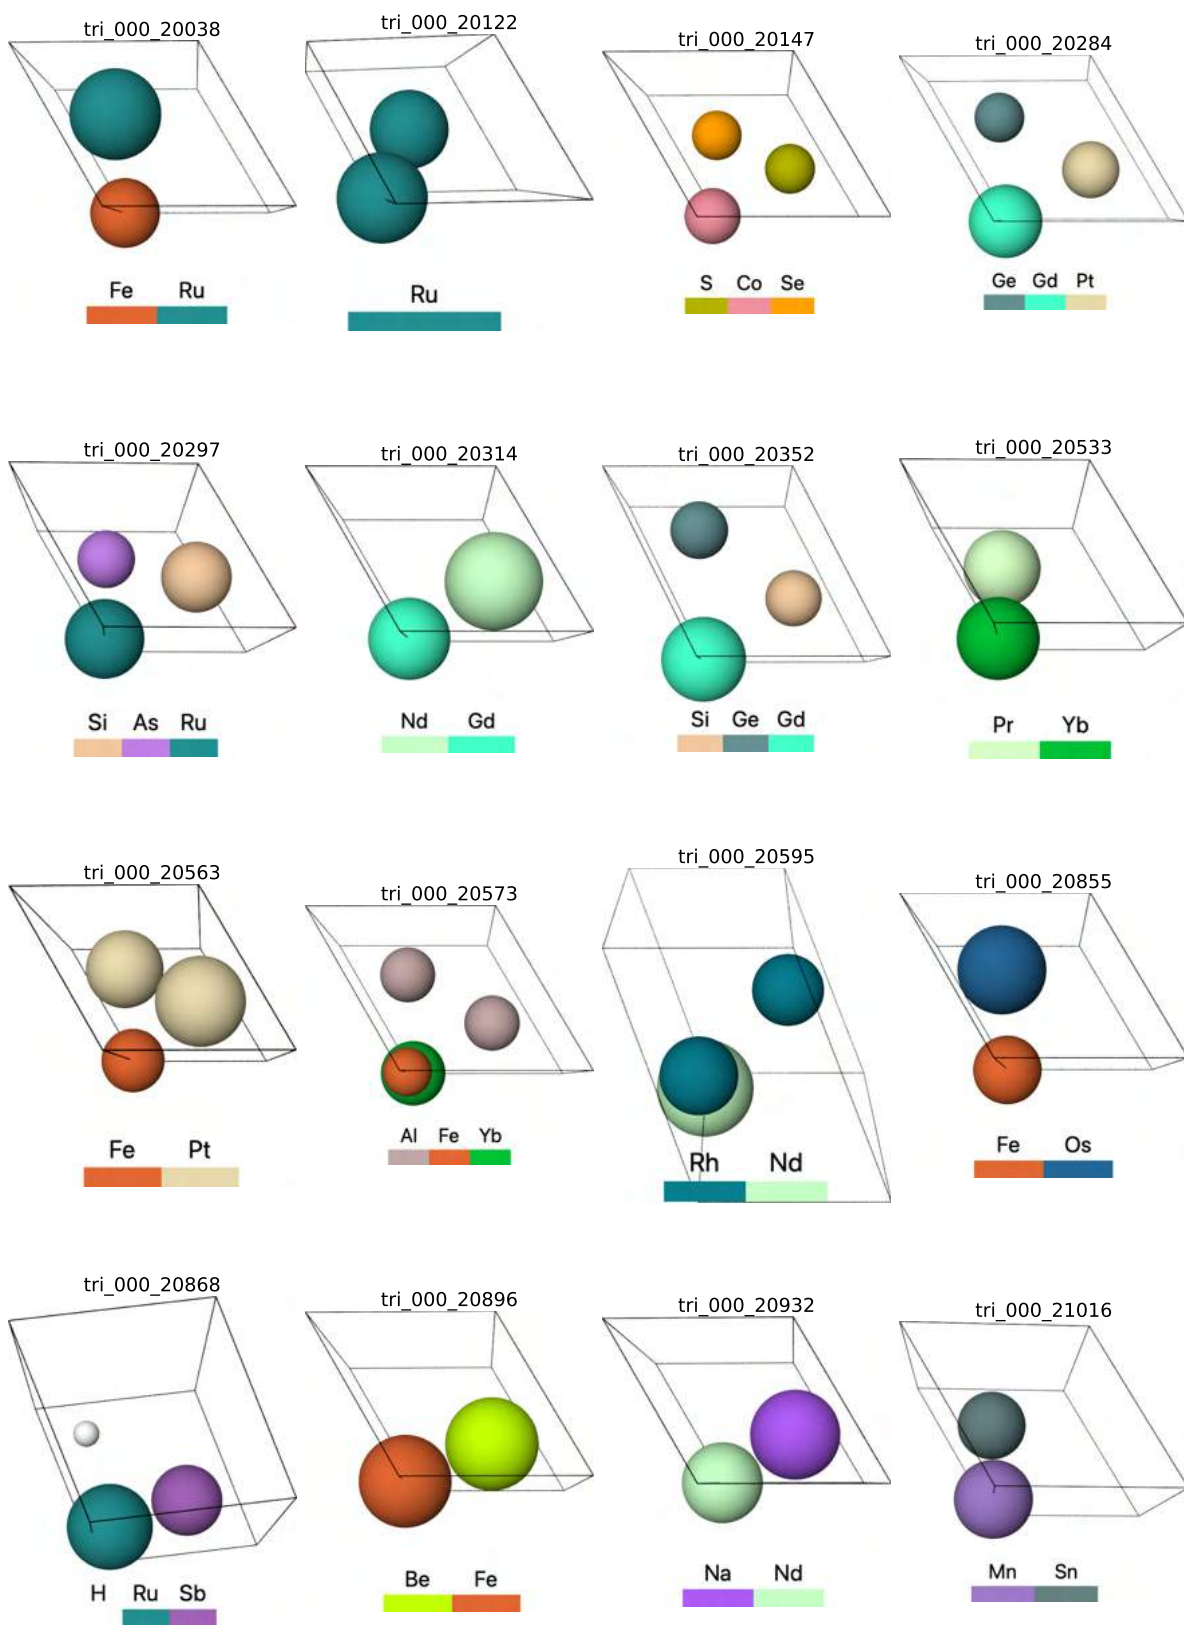 tri_000_20038
tri_000_20122
tri_000_20147
tri_000_20284
Fe Ru
Ru
S Co Se
Ge Gd Pt
tri_000_20297
tri_000_20314
tri_000_20352
tri_000_20533
Si As Ru
Nd Gd
Si Ge Gd
Pr Yb
tri_000_20563
tri_000_20573
tri_000_20595
tri_000_20855
Fe Pt
Al Fe Yb
Rh Nd
Fe Os
tri_000_20868
tri_000_20896
tri_000_20932
tri_000_21016
H Ru Sb
Be Fe
Na Nd
Mn Sn